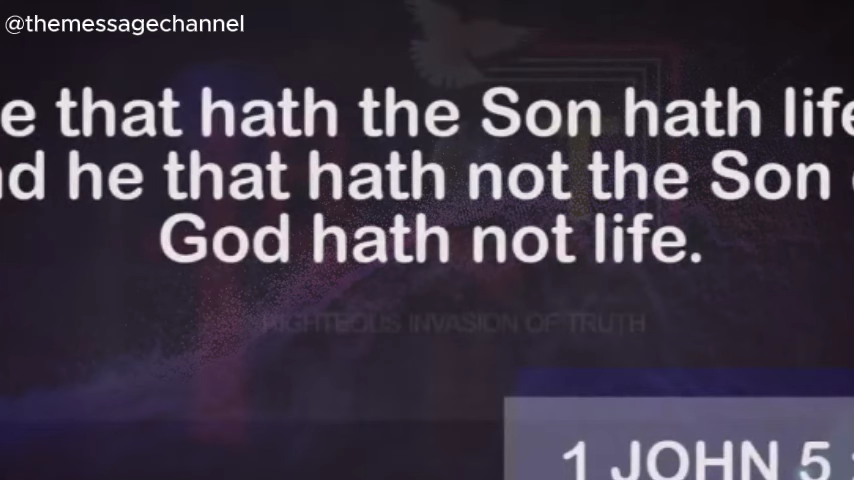 @themessagechannel
e that hath the Son hath life
nd he that hath not the Son
God hath not life.
RIGHTEOUS INVASION OF TRUTH
1 JOHN 5 :